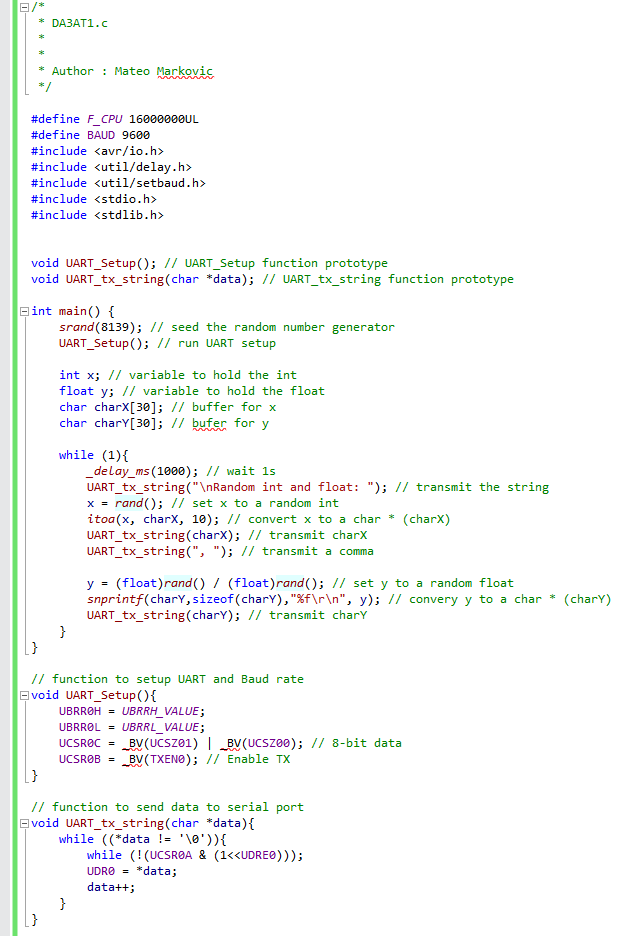 /*
 * DA3AT1.c
 *
 *
 * Author : Mateo Markovic
 */

#define F_CPU 16000000UL
#define BAUD 9600
#include <avr/io.h>
#include <util/delay.h>
#include <util/setbaud.h>
#include <stdio.h>
#include <stdlib.h>


void UART_Setup(); // UART_Setup function prototype
void UART_tx_string(char *data); // UART_tx_string function prototype

int main() {
    srand(8139); // seed the random number generator
    UART_Setup(); // run UART setup

    int x; // variable to hold the int
    float y; // variable to hold the float
    char charX[30]; // buffer for x
    char charY[30]; // bufer for y

    while (1){
        _delay_ms(1000); // wait 1s
        UART_tx_string("\nRandom int and float: "); // transmit the string
        x = rand(); // set x to a random int
        itoa(x, charX, 10); // convert x to a char * (charX)
        UART_tx_string(charX); // transmit charX
        UART_tx_string(", "); // transmit a comma

        y = (float)rand() / (float)rand(); // set y to a random float
        snprintf(charY,sizeof(charY),"%f\r\n", y); // convery y to a char * (charY)
        UART_tx_string(charY); // transmit charY
    }
}

// function to setup UART and Baud rate
void UART_Setup(){
    UBRR0H = UBRRH_VALUE;
    UBRR0L = UBRRL_VALUE;
    UCSR0C = _BV(UCSZ01) | _BV(UCSZ00); // 8-bit data
    UCSR0B = _BV(TXEN0); // Enable TX
}

// function to send data to serial port
void UART_tx_string(char *data){
    while ((*data != '\0')){
        while (!(UCSR0A & (1<<UDRE0)));
        UDR0 = *data;
        data++;
    }
}